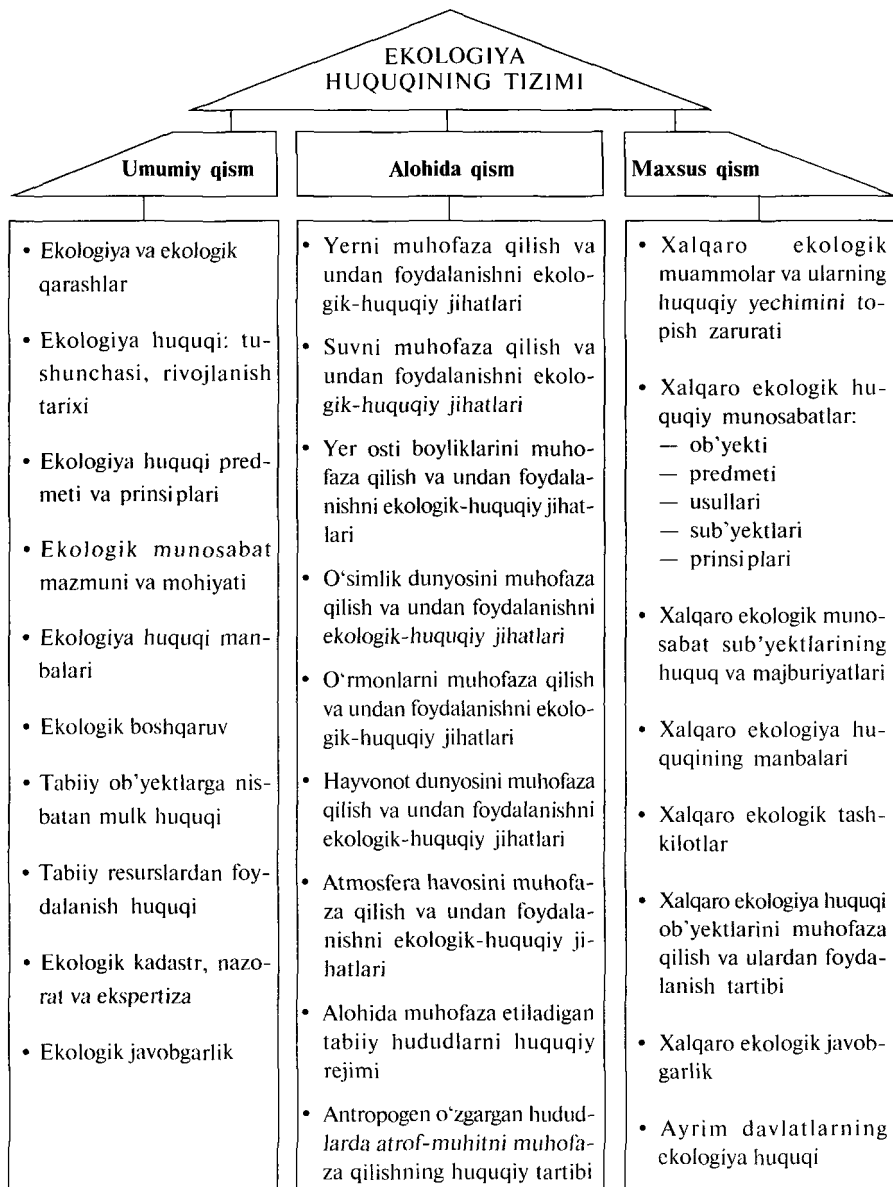 EKOLOGIYA
HUQUQINING TIZIMI
Umumiy qism
• Ekologiya va ekologik
qarashlar
• Ekologiya huquqi: tu-
shunchasi, rivojlanish
tarixi
• Ekologiya huquqi pred-
meti va prinsiplari
• Ekologik munosabat
mazmuni va mohiyati
• Ekologiya huquqi man-
balari
• Ekologik boshqaruv
• Tabiiy ob'yektlarga nis-
batan mulk huquqi
• Tabiiy resurslardan foy-
dalanish huquqi
• Ekologik kadastr, nazo-
rat va ekspertiza
• Ekologik javobgarlik
Alohida qism
• Yerni muhofaza qilish va
undan foydalanishni ekolo-
gik-huquqiy jihatlari
• Suvni muhofaza qilish va
undan foydalanishni ekolo-
gik-huquqiy jihatlari
• Yer osti boyliklarini muho-
faza qilish va undan foydala-
nishni ekologik-huquqiy jihat-
lari
• O‘simlik dunyosini muhofaza
qilish va undan foydalanishni
ekologik-huquqiy jihatlari
• O‘rmonlarni muhofaza qilish
va undan foydalanishni ekolo-
gik-huquqiy jihatlari
• Hayvonot dunyosini muhofaza
qilish va undan foydalanishni
ekologik-huquqiy jihatlari
• Atmosfera havosini muhofa-
za qilish va undan foydala-
nishni ekologik-huquqiy ji-
hatlari
• Alohida muhofaza etiladigan
tabiiy hududlarni huquqiy
rejimi
• Antropogen o‘zgargan hudud-
larda atrof-muhitni muhofa-
za qilishning huquqiy tartibi
Maxsus qism
• Xalqaro ekologik
muammolar va ularning
huquqiy yechimini to-
pish zarurati
• Xalqaro ekologik hu-
quqiy munosabatlar:
— ob'yekti
— predmeti
— usullari
— sub'yektlari
— prinsiplari
• Xalqaro ekologik muno-
sabat sub'yektlarining
huquq va majburiyatlari
• Xalqaro ekologiya hu-
quqining manbalari
• Xalqaro ekologik tash-
kilotlar
• Xalqaro ekologiya huquqi
ob'yektlarini muhofaza
qilish va ulardan foyda-
lanish tartibi
• Xalqaro ekologik javob-
garlik
• Ayrim davlatlarning
ekologiya huquqi